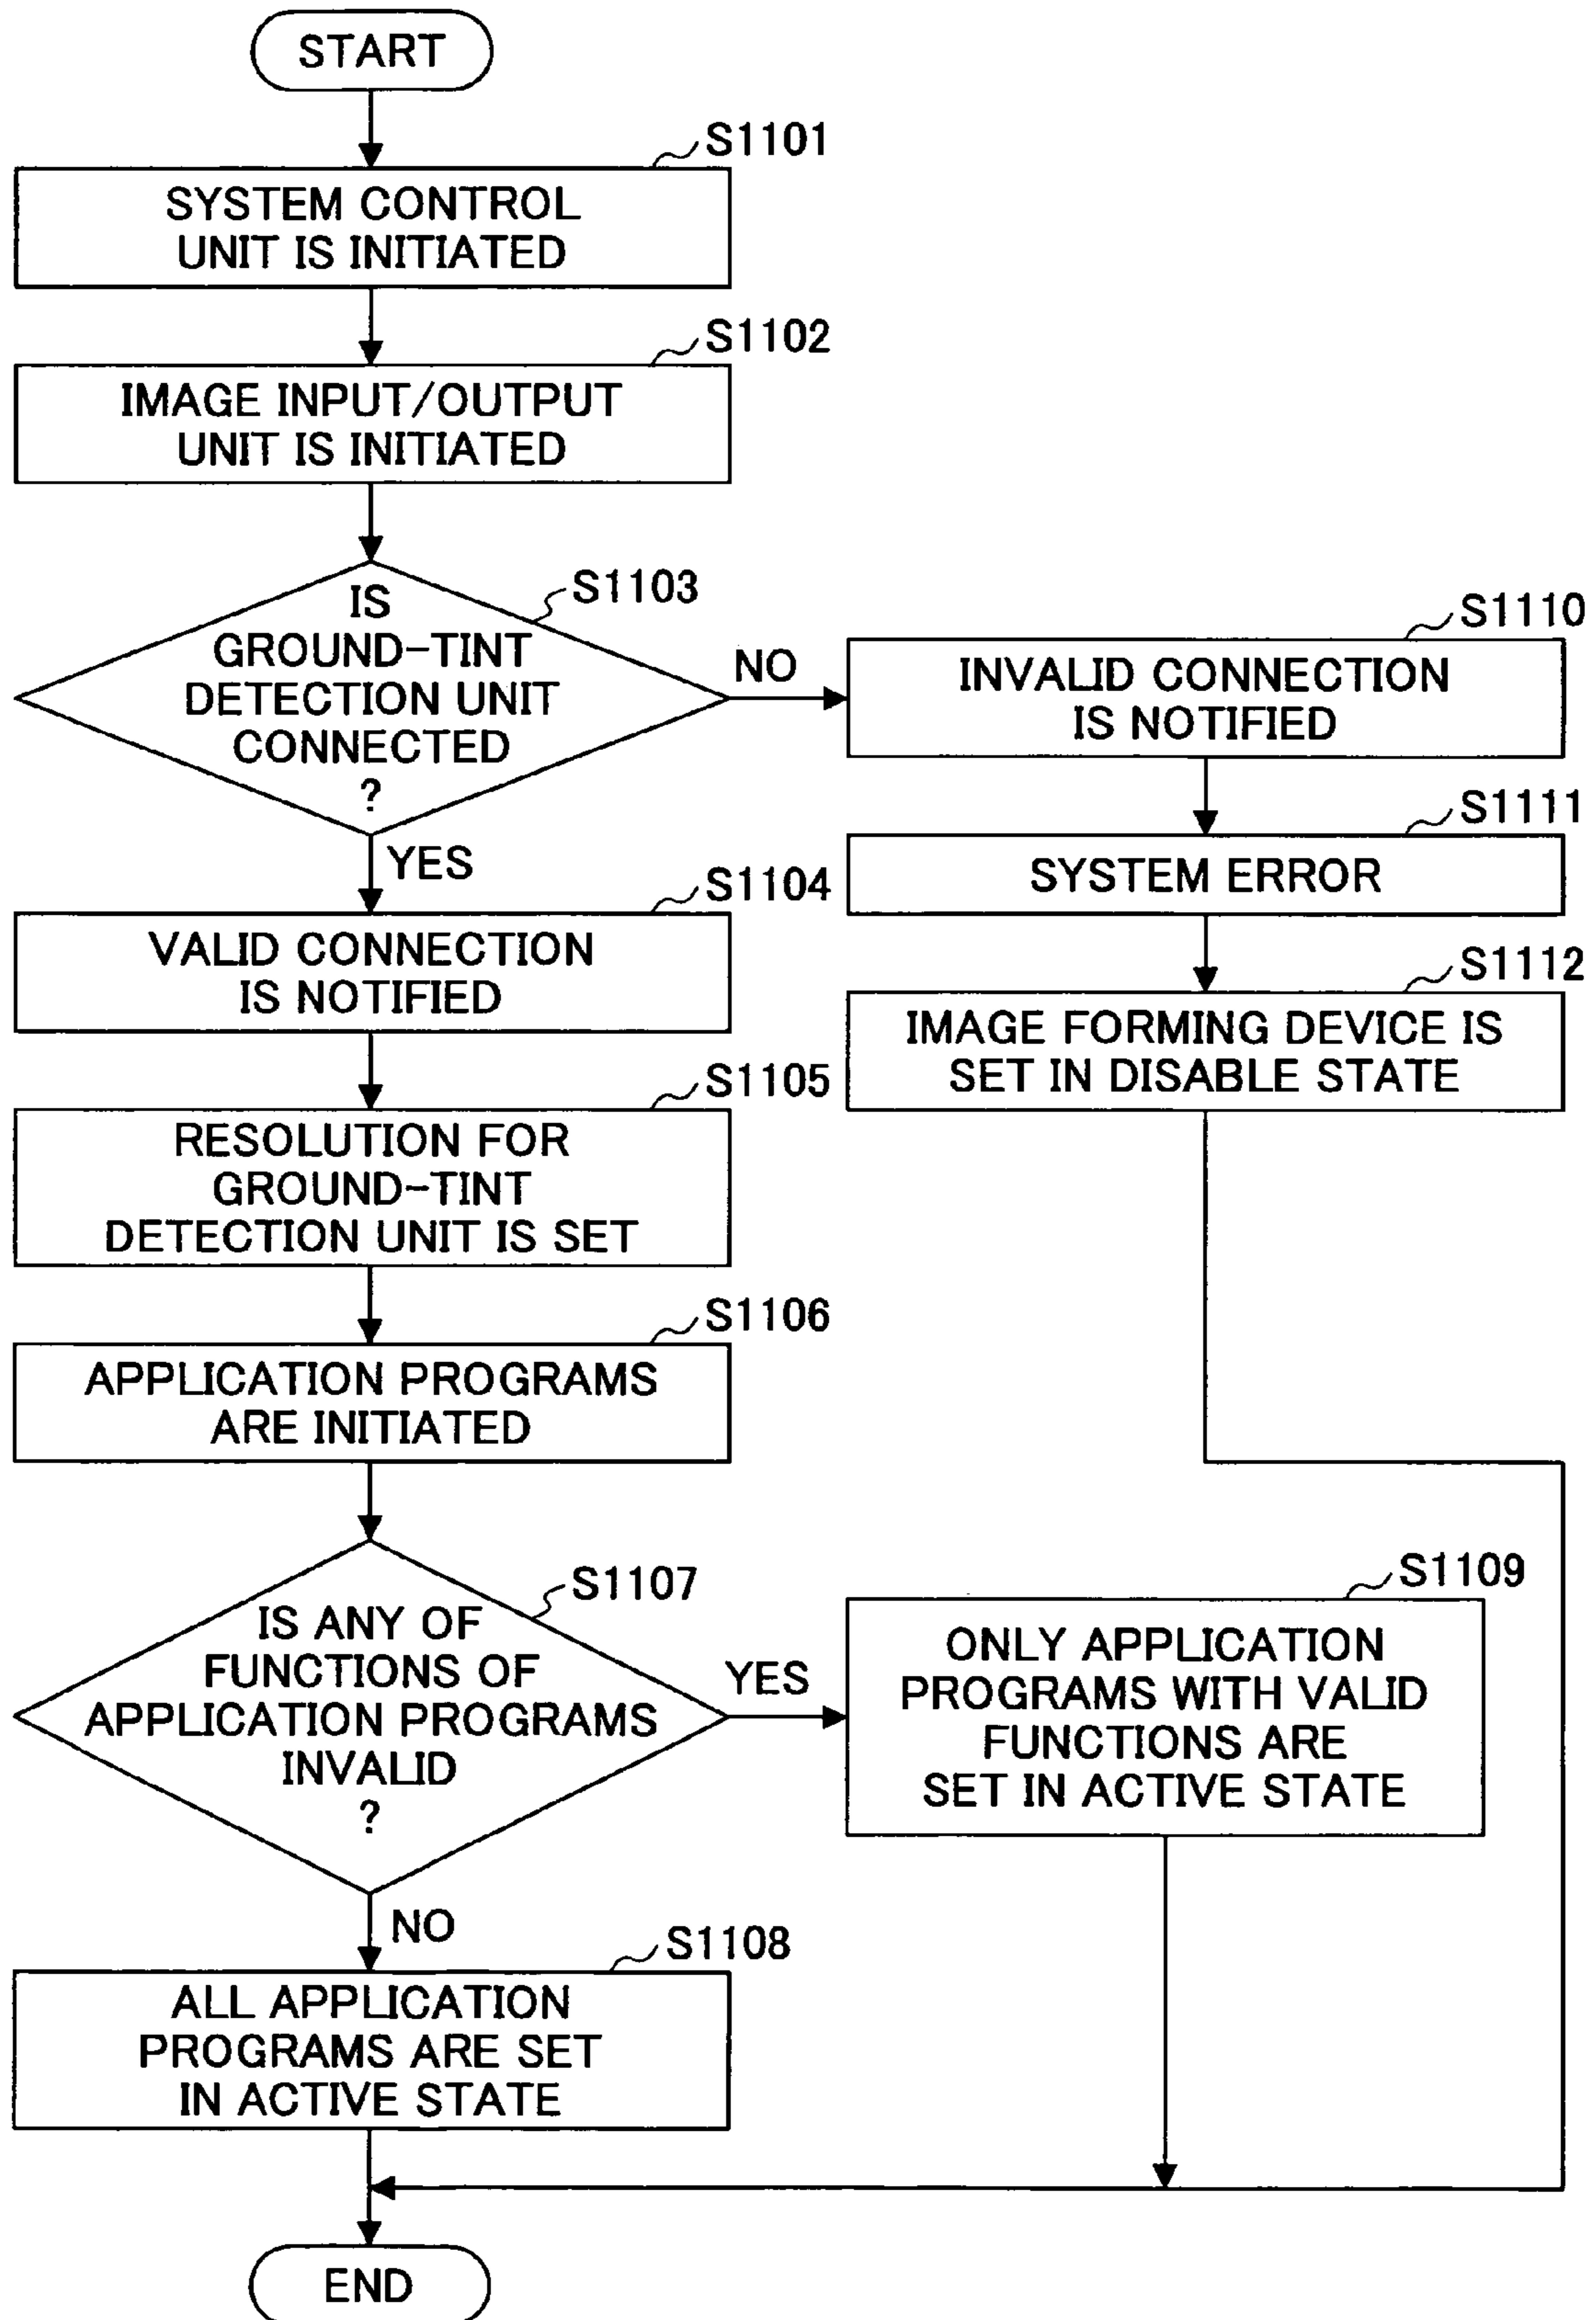 START
S1101
SYSTEM CONTROL
UNIT IS INITIATED
S1102
IMAGE INPUT/OUTPUT
UNIT IS INITIATED
S1103
IS
GROUND-TINT
DETECTION UNIT
CONNECTED
?
NO
S1110
INVALID CONNECTION
IS NOTIFIED
S1111
SYSTEM ERROR
S1112
IMAGE FORMING DEVICE IS
SET IN DISABLE STATE
YES
S1104
VALID CONNECTION
IS NOTIFIED
S1105
RESOLUTION FOR
GROUND-TINT
DETECTION UNIT IS SET
S1106
APPLICATION PROGRAMS
ARE INITIATED
S1107
IS ANY OF
FUNCTIONS OF
APPLICATION PROGRAMS
INVALID
?
YES
S1109
ONLY APPLICATION
PROGRAMS WITH VALID
FUNCTIONS ARE
SET IN ACTIVE STATE
NO
S1108
ALL APPLICATION
PROGRAMS ARE SET
IN ACTIVE STATE
END